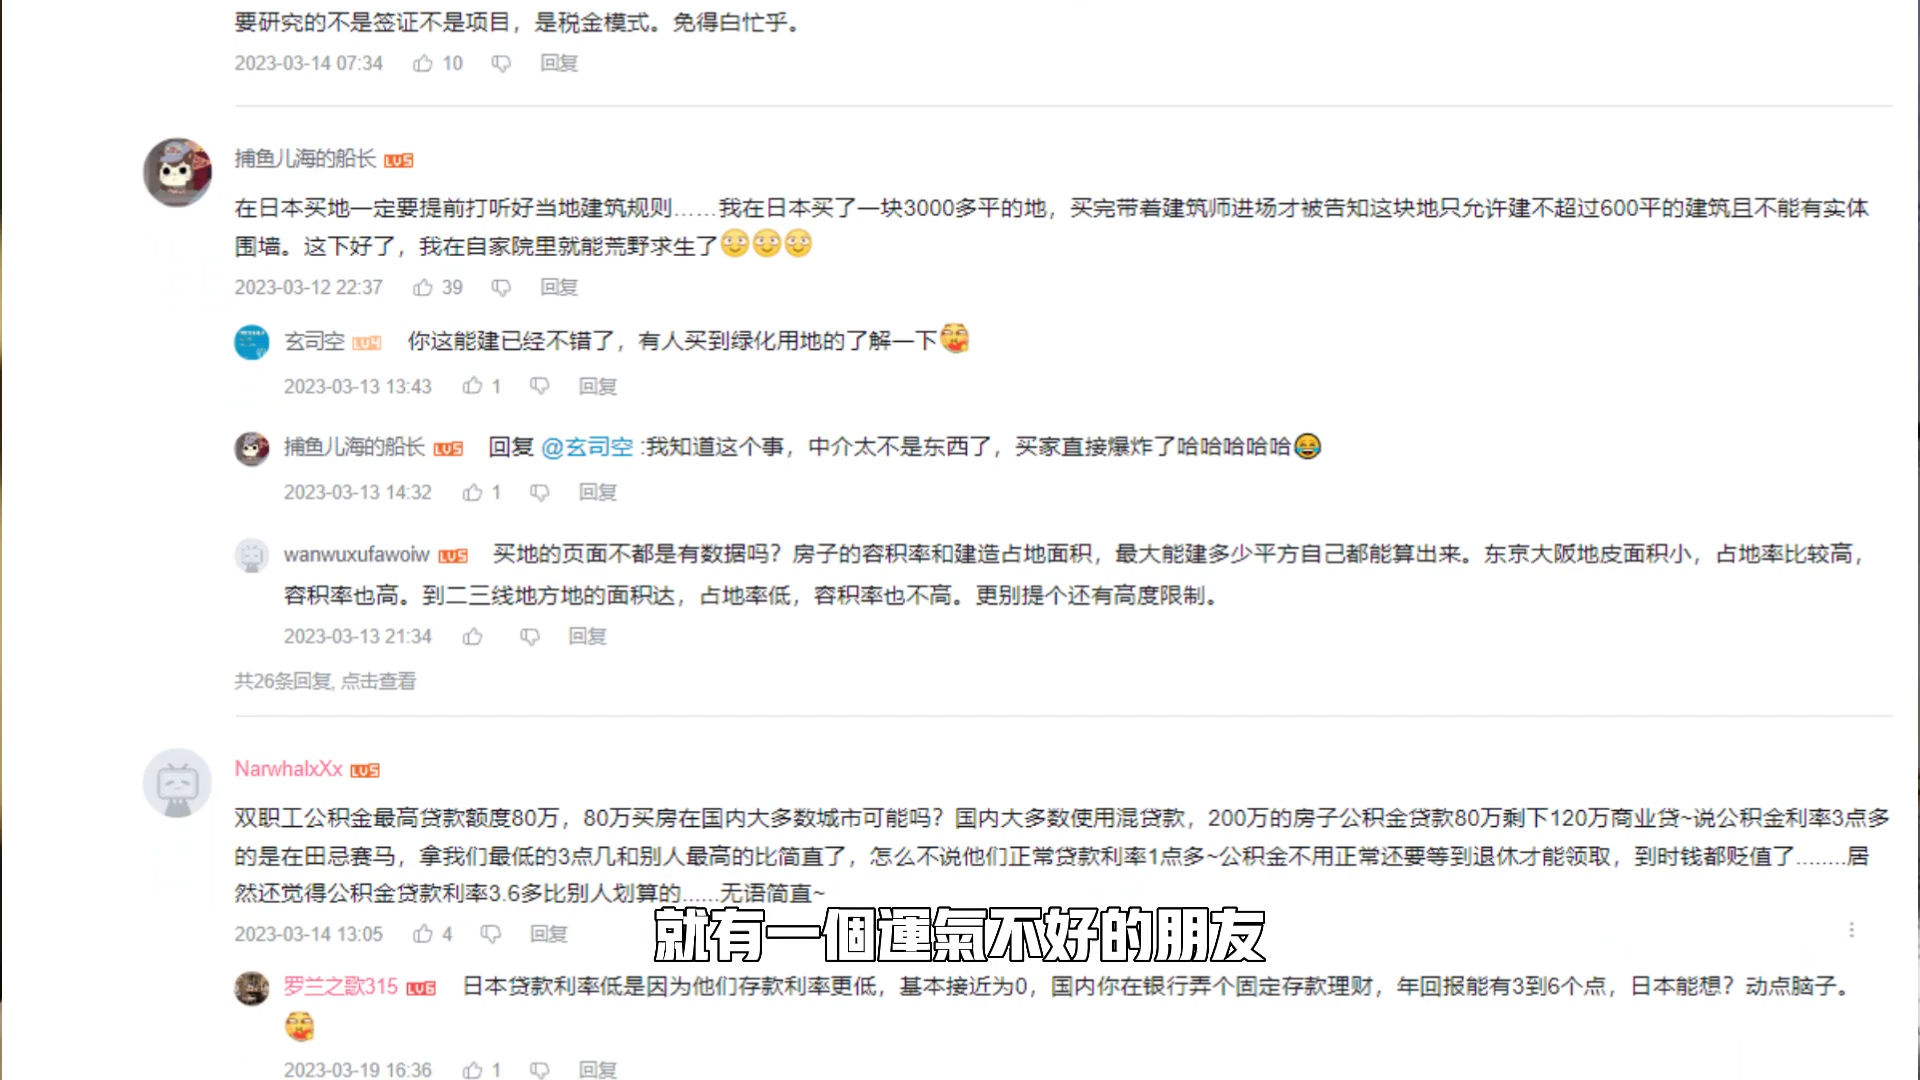 要研究的不是签证不是项目，是税金模式。免得白忙乎。
2023-03-14 07:34 10 回复
捕鱼儿海的船长 LV5
在日本买地一定要提前打听好当地建筑规则……我在日本买了一块3000多平的地，买完带着建筑师进场才被告知这块地只允许建不超过600平的建筑且不能有实体
围墙。这下好了，我在自家院里就能荒野求生了
2023-03-12 22:37 39 回复
玄司空 LV4 你这能建已经不错了，有人买到绿化用地的了解一下
2023-03-13 13:43 1 回复
捕鱼儿海的船长 LV5 回复 @玄司空 :我知道这个事，中介太不是东西了，买家直接爆炸了哈哈哈哈哈
2023-03-13 14:32 1 回复
wanwuxufawoiw LV5 买地的页面不都是有数据吗？房子的容积率和建造占地面积，最大能建多少平方自己都能算出来。东京大阪地皮面积小，占地率比较高，
容积率也高。到二三线地方地的面积达，占地率低，容积率也不高。更别提个还有高度限制。
2023-03-13 21:34 回复
共26条回复, 点击查看
NarwhalxXx LV5
双职工公积金最高贷款额度80万，80万买房在国内大多数城市可能吗？国内大多数使用混贷款，200万的房子公积金贷款80万剩下120万商业贷~说公积金利率3点多
的是在田忌赛马，拿我们最低的3点几和别人最高的比简直了，怎么不说他们正常贷款利率1点多~公积金不用正常还要等到退休才能领取，到时钱都贬值了........居
然还觉得公积金贷款利率3.6多比别人划算的......无语简直~
2023-03-14 13:05 4 回复
就有一個運氣不好的朋友
罗兰之歌315 LV5 日本贷款利率低是因为他们存款利率更低，基本接近为0，国内你在银行弄个固定存款理财，年回报能有3到6个点，日本能想？动点脑子。
2023-03-19 16:36 1 回复